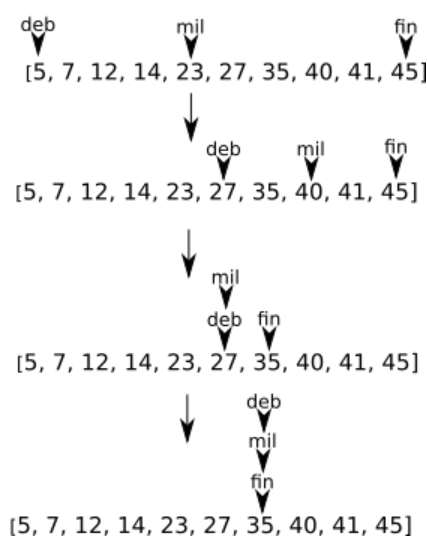 deb mil fin
[5, 7, 12, 14, 23, 27, 35, 40, 41, 45]
deb mil fin
[5, 7, 12, 14, 23, 27, 35, 40, 41, 45]
mil
deb fin
[5, 7, 12, 14, 23, 27, 35, 40, 41, 45]
deb
mil
fin
[5, 7, 12, 14, 23, 27, 35, 40, 41, 45]